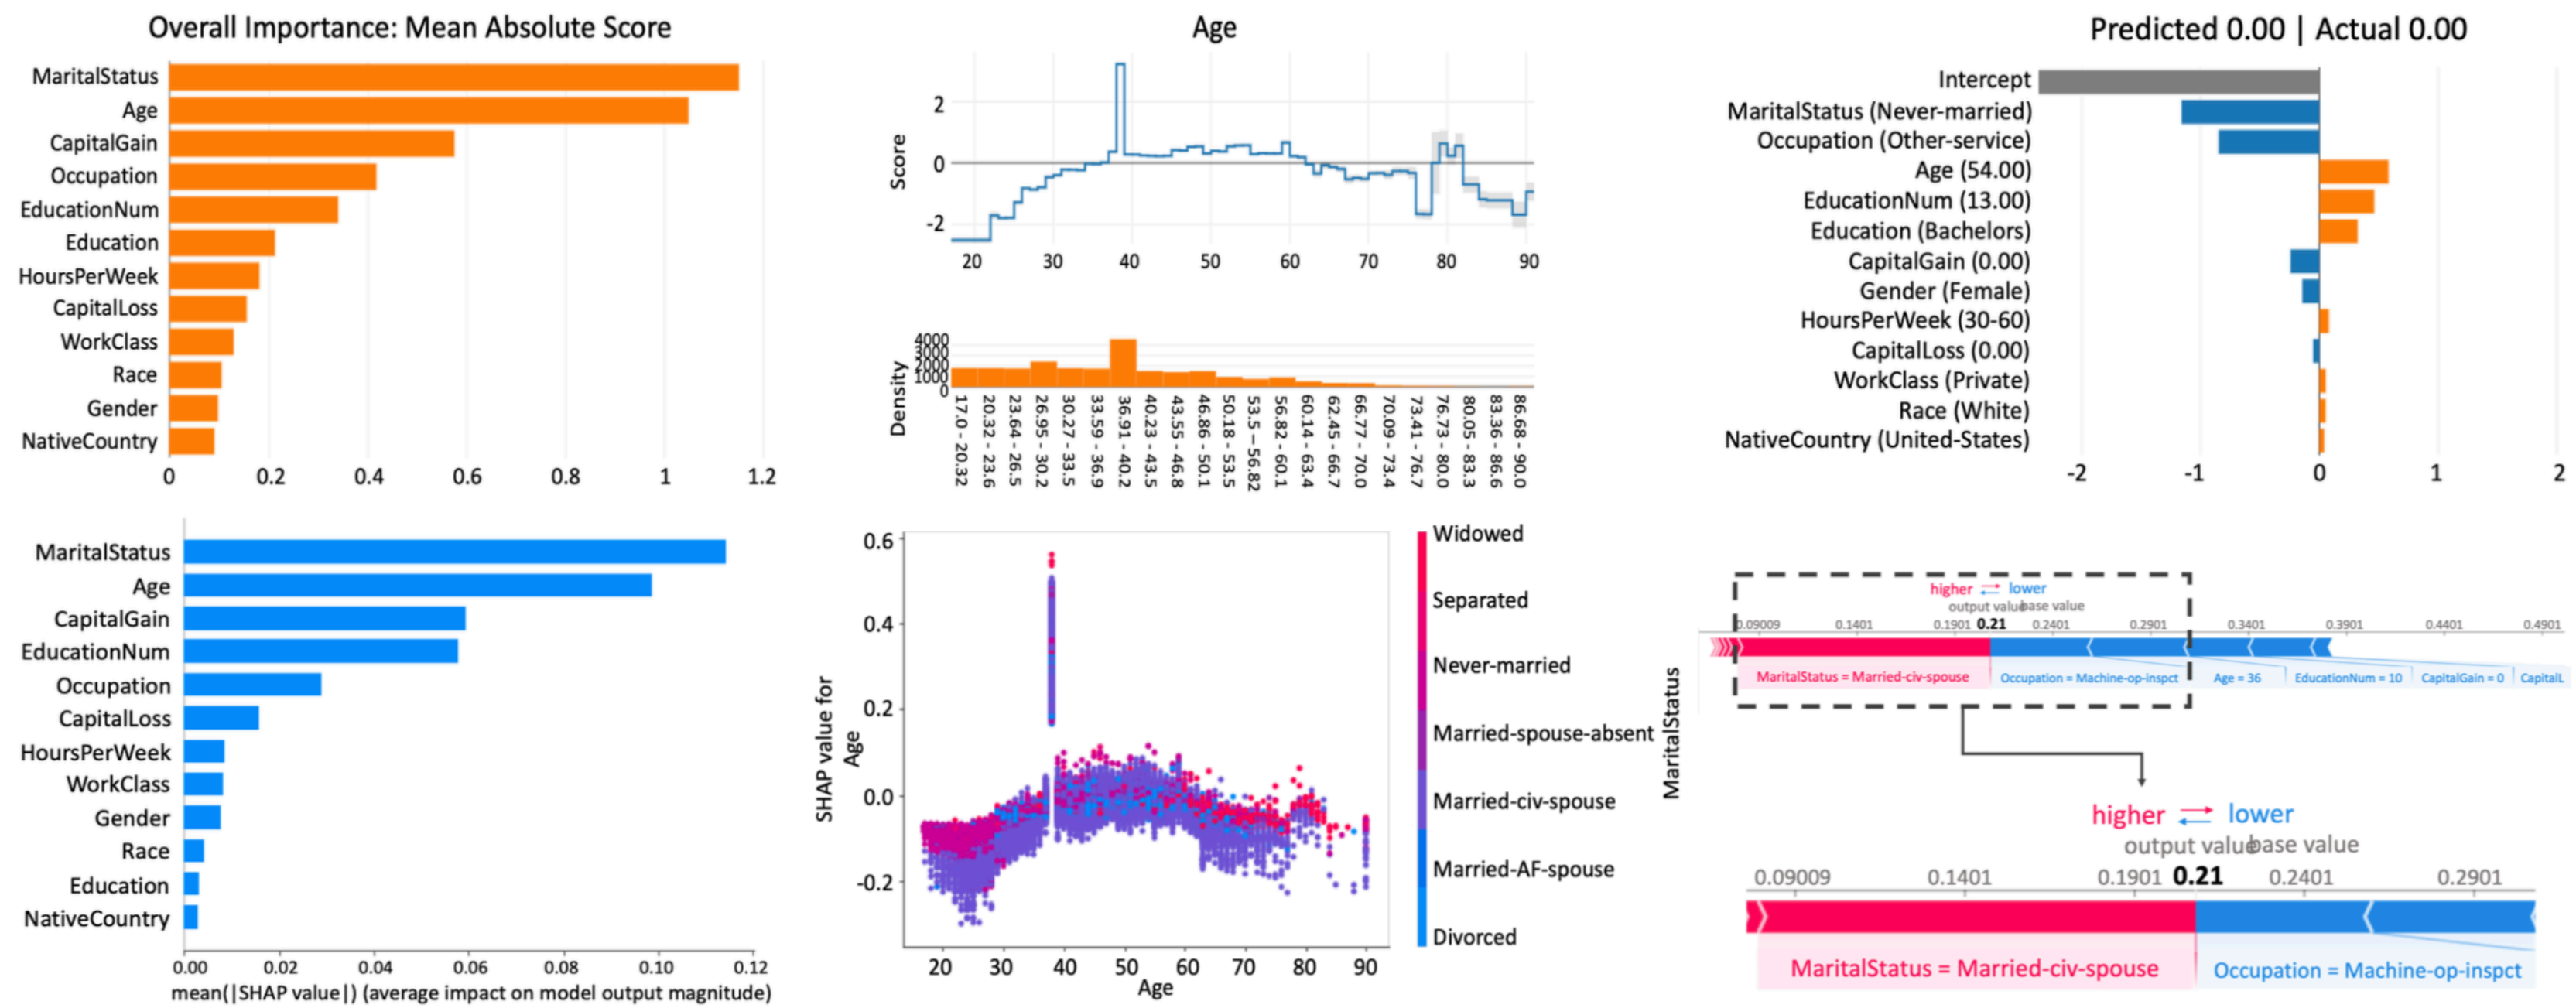 Overall Importance: Mean Absolute Score
MaritalStatus
Age
CapitalGain
Occupation
EducationNum
Education
HoursPerWeek
CapitalLoss
WorkClass
Race
Gender
NativeCountry
0 0.2 0.4 0.6 0.8 1 1.2
Age
Score
2
0
-2
20 30 40 50 60 70 80 90
Density
4000
3000
2000
1000
0
17.0 - 20.32
20.32 - 23.6
23.64 - 26.5
26.95 - 30.2
30.27 - 33.5
33.59 - 36.9
36.91 - 40.2
40.23 - 43.5
43.55 - 46.8
46.86 - 50.1
50.18 - 53.5
53.5 – 56.82
56.82 - 60.1
60.14 - 63.4
62.45 - 66.7
66.77 - 70.0
70.09 - 73.4
73.41 - 76.7
76.73 - 80.0
80.05 - 83.3
83.36 - 86.6
86.68 - 90.0
Predicted 0.00 | Actual 0.00
Intercept
MaritalStatus (Never-married)
Occupation (Other-service)
Age (54.00)
EducationNum (13.00)
Education (Bachelors)
CapitalGain (0.00)
Gender (Female)
HoursPerWeek (30-60)
CapitalLoss (0.00)
WorkClass (Private)
Race (White)
NativeCountry (United-States)
-2 -1 0 1 2
MaritalStatus
Age
CapitalGain
EducationNum
Occupation
CapitalLoss
HoursPerWeek
WorkClass
Gender
Race
Education
NativeCountry
0.00 0.02 0.04 0.06 0.08 0.10 0.12
mean(|SHAP value|) (average impact on model output magnitude)
SHAP value for
Age
0.6
0.4
0.2
0.0
-0.2
20 30 40 50 60 70 80 90
Age
Widowed
Separated
Never-married
Married-spouse-absent
Married-civ-spouse
Married-AF-spouse
Divorced
MaritalStatus
higher lower
output value base value
0.09009 0.1401 0.1901 0.21 0.2401 0.2901 0.3401 0.3901 0.4401 0.4901
MaritalStatus = Married-civ-spouse Occupation = Machine-op-inspct Age = 36 EducationNum = 10 CapitalGain = 0 CapitalL
higher lower
output value base value
0.09009 0.1401 0.1901 0.21 0.2401 0.2901
MaritalStatus = Married-civ-spouse Occupation = Machine-op-inspct